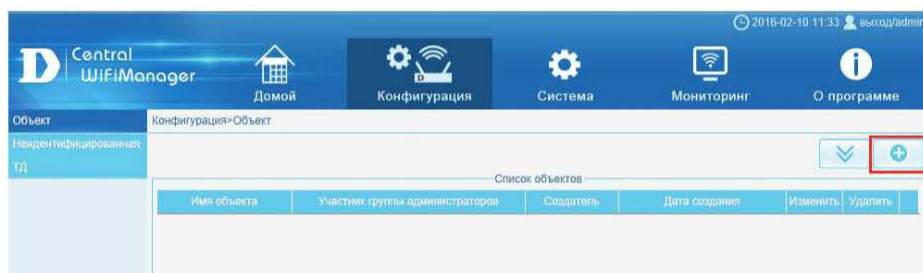 2016-02-10 11:33 выход/admin
D Central
WiFiManager
Домой Конфигурация Система Мониторинг О программе
Объект
Конфигурация>Объект
Неидентифицированная
ТД
Список объектов
Имя объекта Участник группы администраторов Создатель Дата создания Изменить Удалить